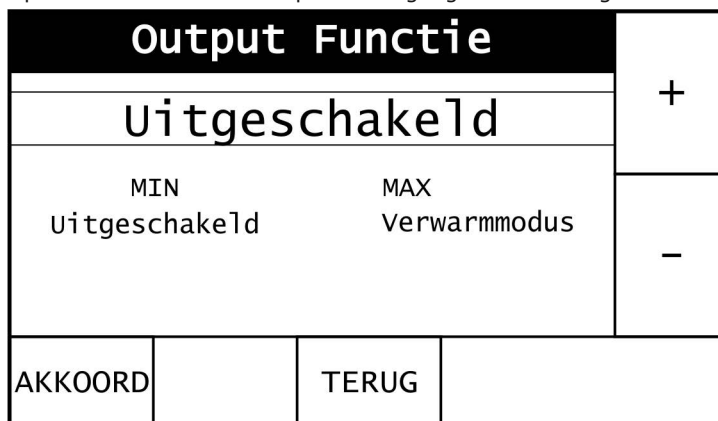 Output Functie
+
Uitgeschakeld
MIN MAX
Uitgeschakeld Verwarmmodus
-
AKKOORD TERUG